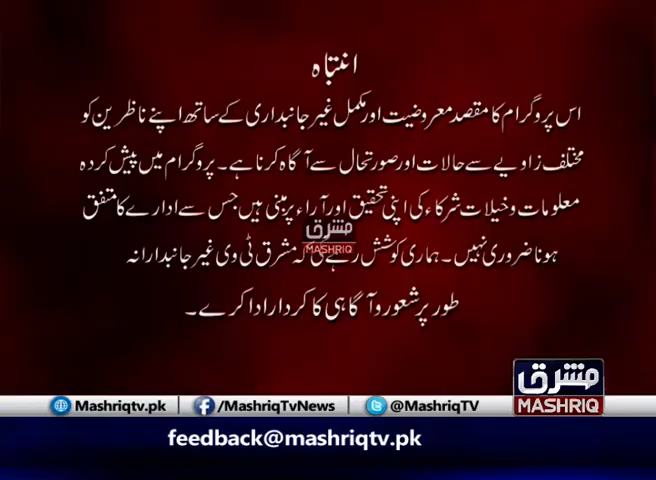 انتباہ
اس پروگرام کا مقصد معروضیت اور مکمل غیر جانبداری کے ساتھ اپنے ناظرین کو
مختلف زاویے سے حالات اور صورتحال سے آگاہ کرنا ہے۔ پروگرام میں پیش کردہ
معلومات و خیلات شرکاء کی اپنی تحقیق اور آراء پر مبنی ہیں جس سے ادارے کا متفق
مشرق
MASHRIQ
ہونا ضروری نہیں۔ ہماری کوشش رہے گی کہ مشرق ٹی وی غیر جانبدارانہ
طور پر شعور و آگاہی کا کردار ادا کرے۔
مشرق
MASHRIQ
Mashriqtv.pk /MashriqTvNews @MashriqTV
feedback@mashriqtv.pk